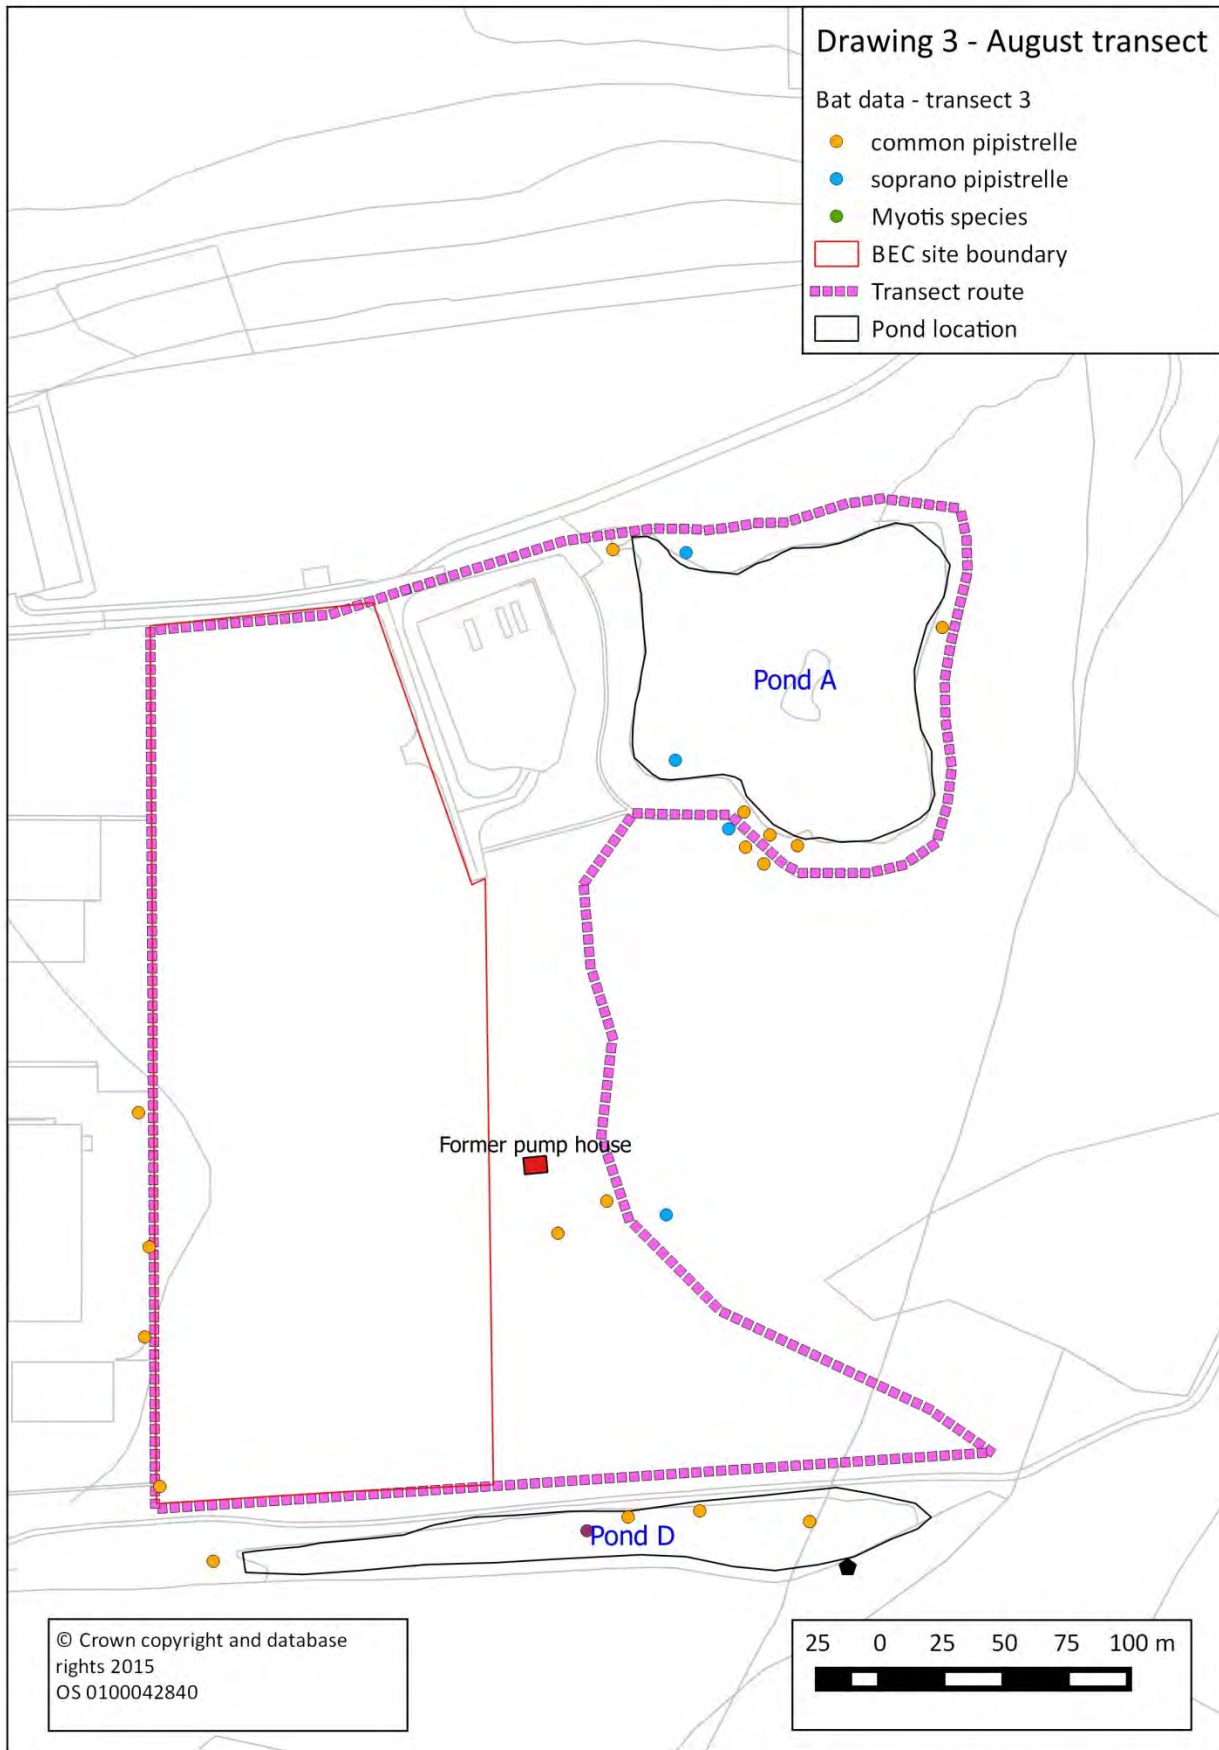 Drawing 3 - August transect
Bat data - transect 3
common pipistrelle
soprano pipistrelle
Myotis species
BEC site boundary
Transect route
Pond location
Pond A
Former pump house
Pond D
© Crown copyright and database
rights 2015
OS 0100042840
25 0 25 50 75 100 m